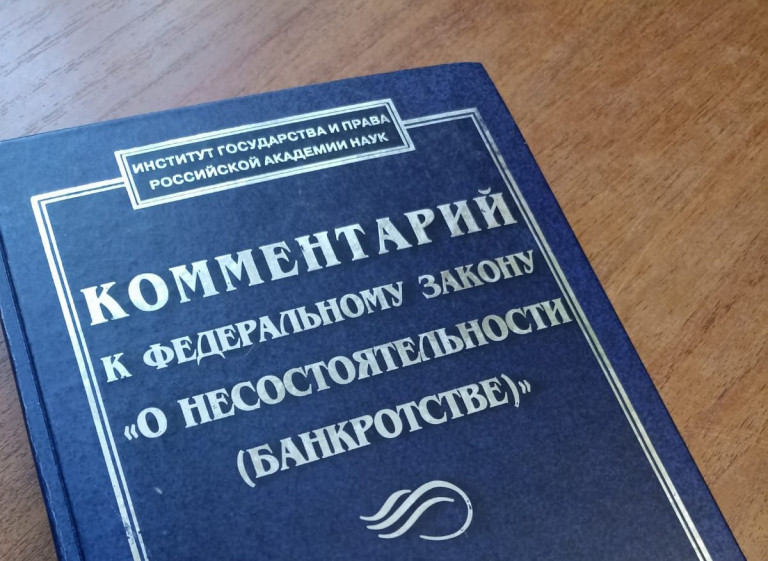 ИНСТИТУТ ГОСУДАРСТВА И ПРАВА
РОССИЙСКОЙ АКАДЕМИИ НАУК
КОММЕНТАРИЙ
К ФЕДЕРАЛЬНОМУ ЗАКОНУ
«О НЕСОСТОЯТЕЛЬНОСТИ
(БАНКРОТСТВЕ)»